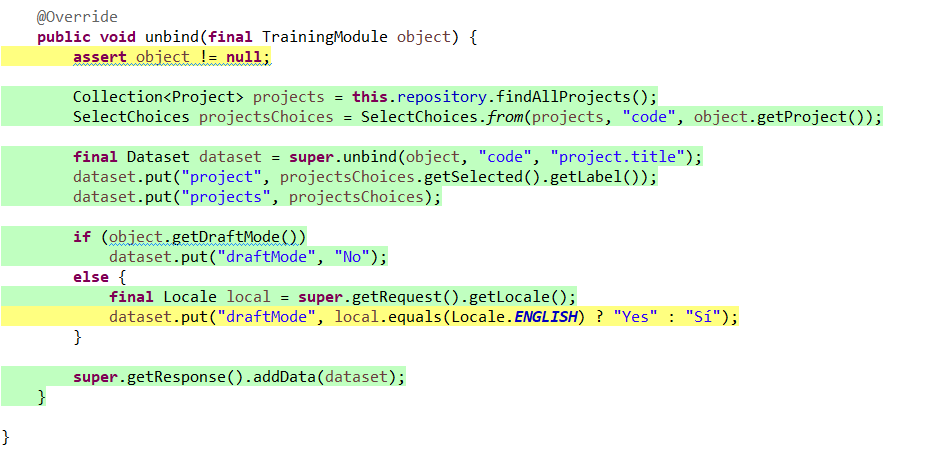 @Override
public void unbind(final TrainingModule object) {
assert object != null;
Collection<Project> projects = this.repository.findAllProjects();
SelectChoices projectsChoices = SelectChoices.from(projects, "code", object.getProject());
final Dataset dataset = super.unbind(object, "code", "project.title");
dataset.put("project", projectsChoices.getSelected().getLabel());
dataset.put("projects", projectsChoices);
if (object.getDraftMode())
dataset.put("draftMode", "No");
else {
final Locale local = super.getRequest().getLocale();
dataset.put("draftMode", local.equals(Locale.ENGLISH) ? "Yes" : "Sí");
}
super.getResponse().addData(dataset);
}
}